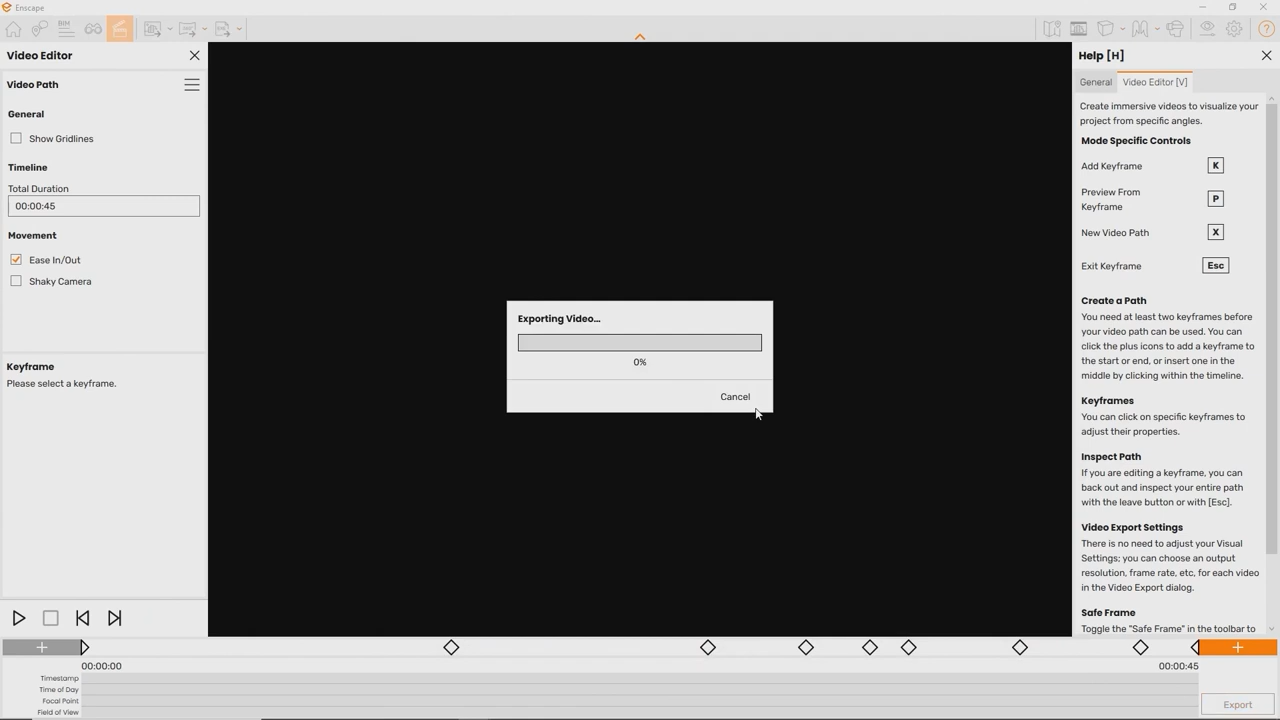 Enscape
BIM
Video Editor
Video Path
General
Show Gridlines
Timeline
Total Duration
00:00:45
Movement
Ease In/Out
Shaky Camera
Keyframe
Please select a keyframe.
Exporting Video...
0%
Cancel
Help [H]
General
Video Editor [V]
Create immersive videos to visualize your
project from specific angles.
Mode Specific Controls
Add Keyframe
K
Preview From
Keyframe
P
New Video Path
X
Exit Keyframe
Esc
Create a Path
You need at least two keyframes before
your video path can be used. You can
click the plus icons to add a keyframe to
the start or end, or insert one in the
middle by clicking within the timeline.
Keyframes
You can click on specific keyframes to
adjust their properties.
Inspect Path
If you are editing a keyframe, you can
back out and inspect your entire path
with the leave button or with [Esc].
Video Export Settings
There is no need to adjust your Visual
Settings; you can choose an output
resolution, frame rate, etc, for each video
in the Video Export dialog.
Safe Frame
Toggle the "Safe Frame" in the toolbar to
00:00:00
00:00:45
Timestamp
Time of Day
Focal Point
Field of View
Export